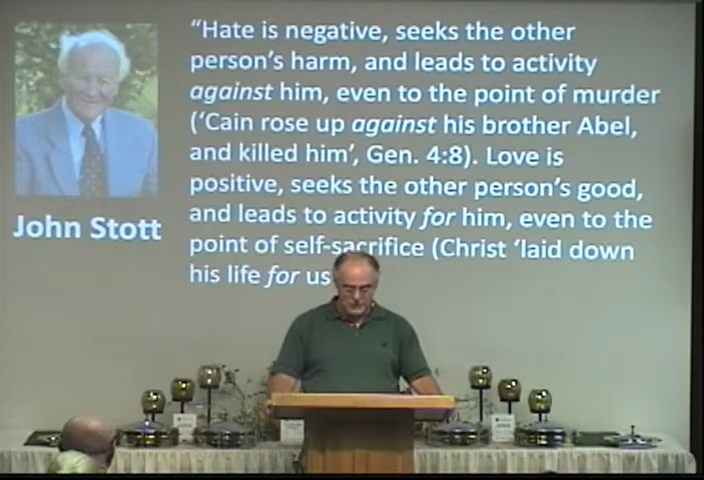 "Hate is negative, seeks the other
person's harm, and leads to activity
against him, even to the point of murder
('Cain rose up against his brother Abel,
and killed him', Gen. 4:8). Love is
positive, seeks the other person's good,
and leads to activity for him, even to the
point of self-sacrifice (Christ 'laid down
his life for us
John Stott